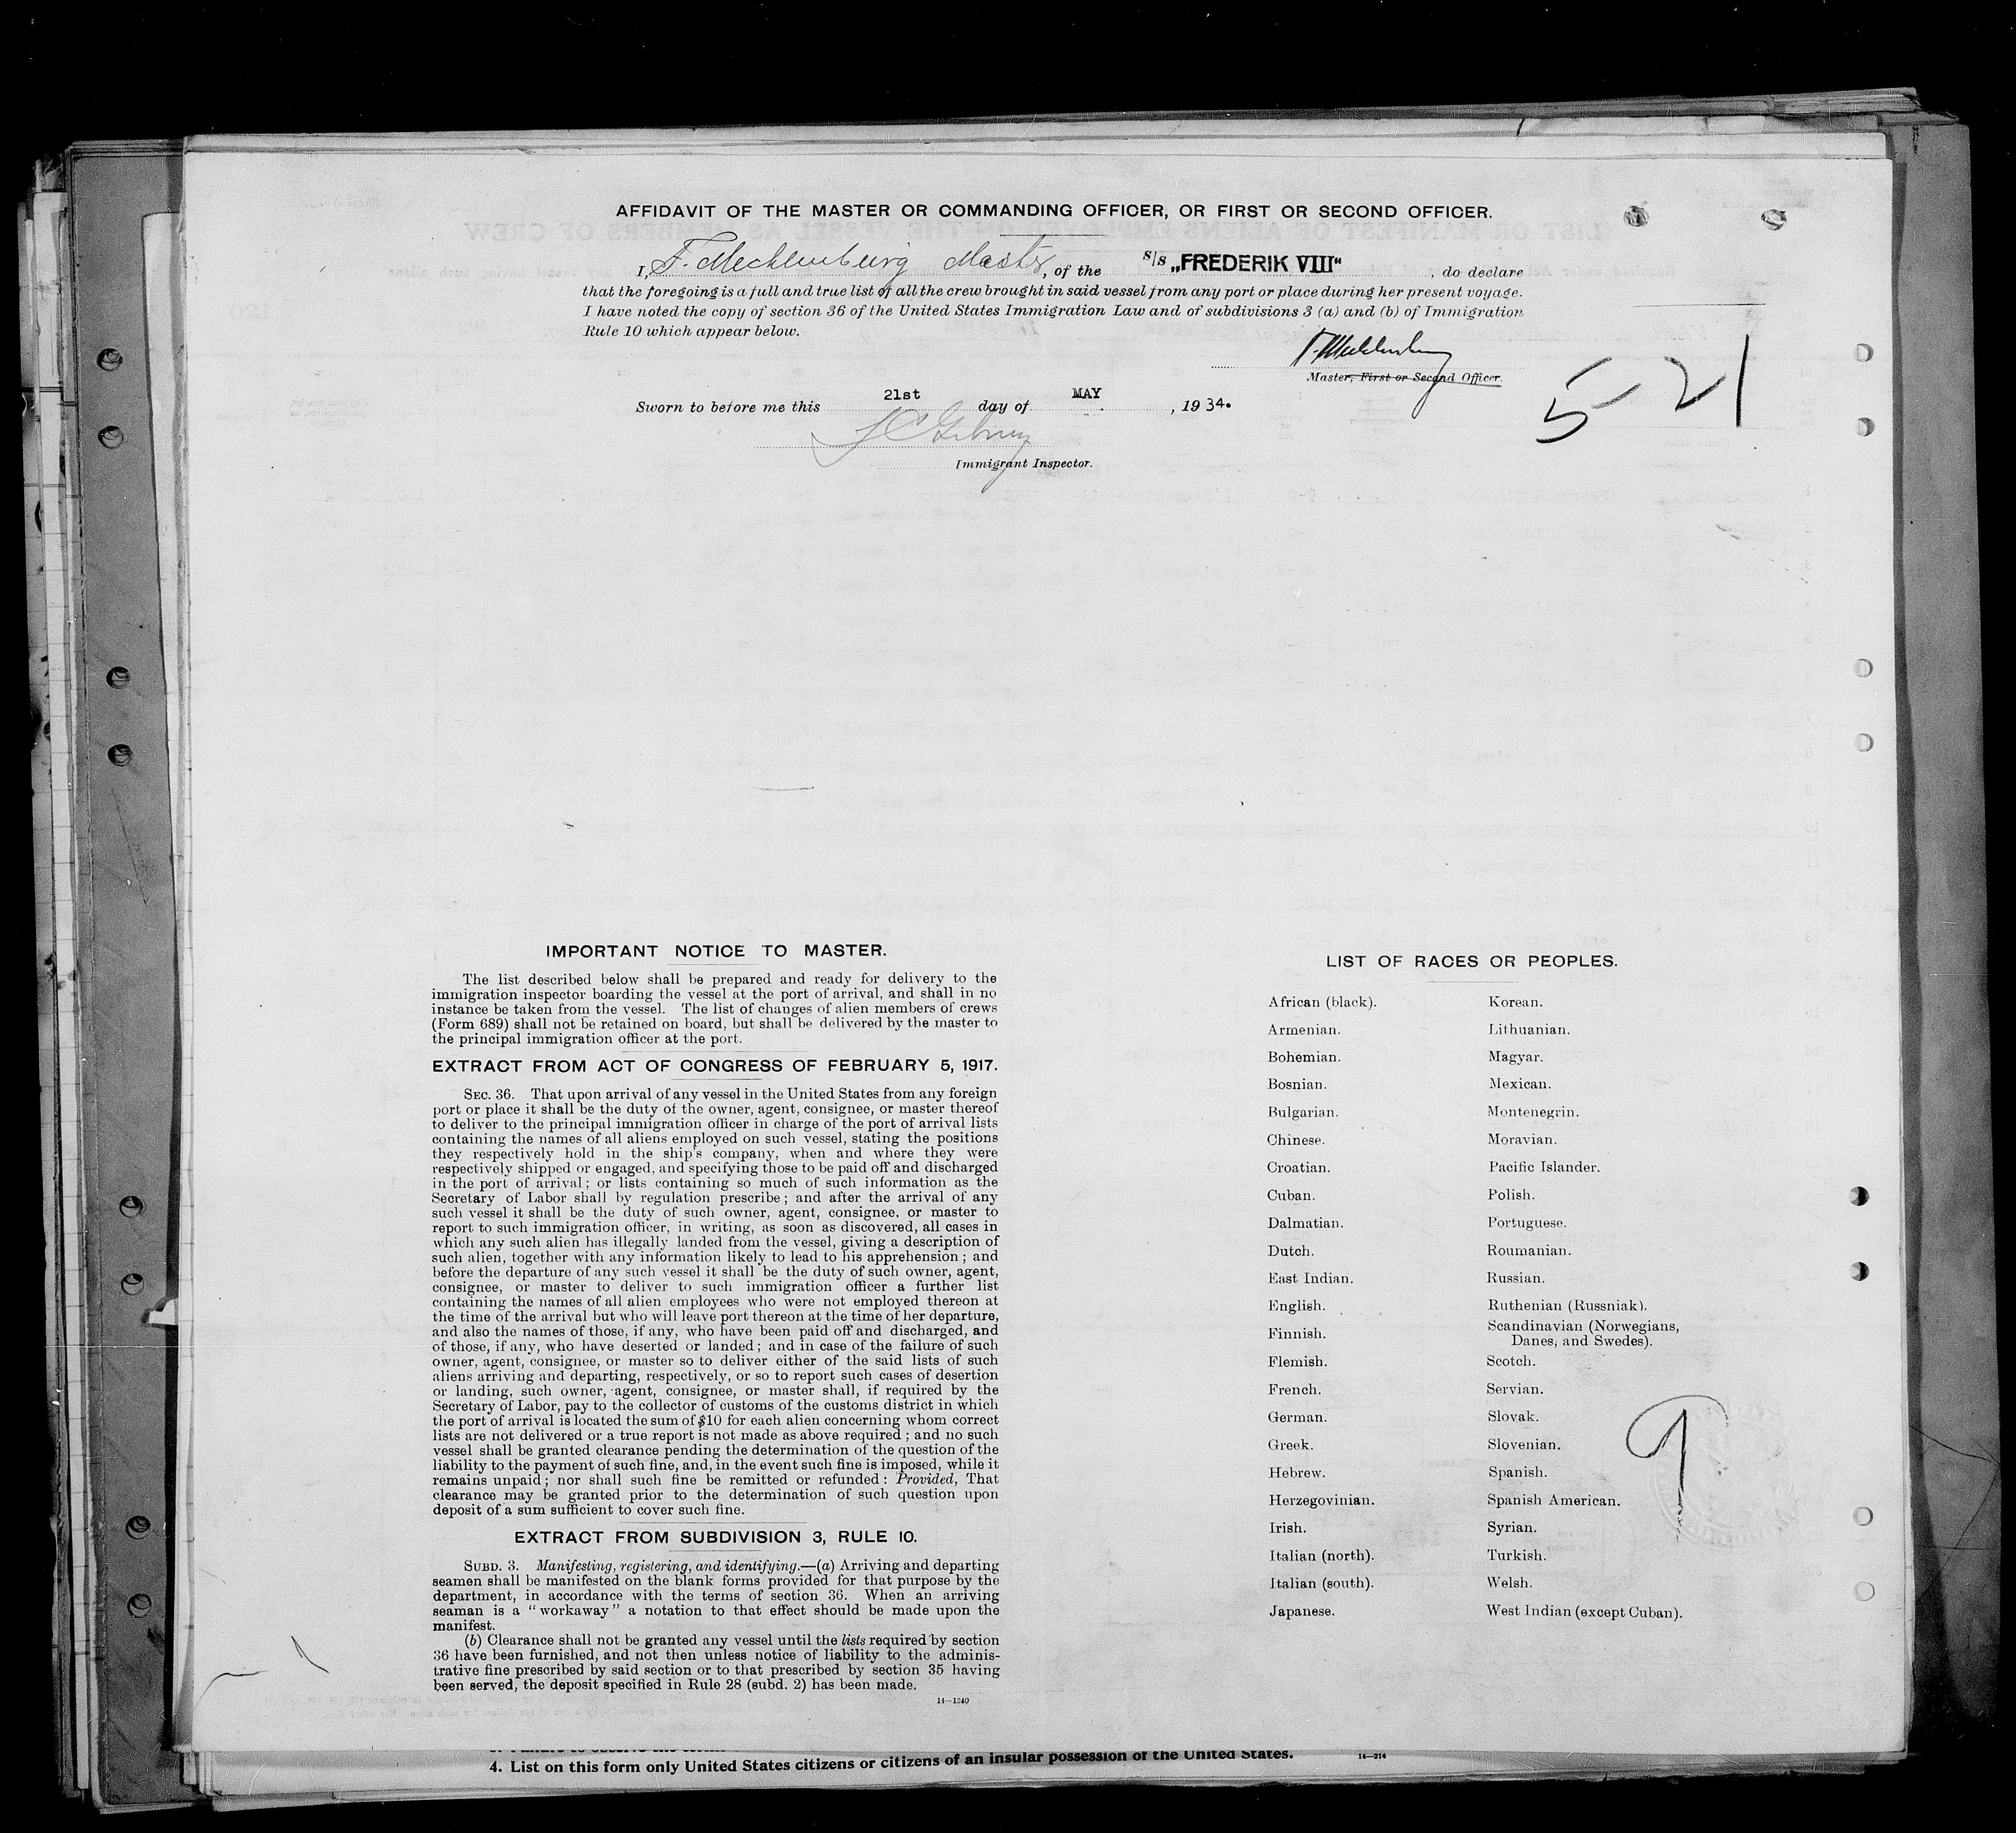 AFFIDAVIT OF THE MASTER OR COMMANDING OFFICER, OR FIRST OR SECOND OFFICER.
I, F. Mecklenburg Master, of the S/S „FREDERIK VIII“, do declare
that the foregoing is a full and true list of all the crew brought in said vessel from any port or place during her present voyage.
I have noted the copy of section 36 of the United States Immigration Law and of subdivisions 3 (a) and (b) of Immigration
Rule 10 which appear below.
F. Mecklenburg
Master, First or Second Officer.
5-21
Sworn to before me this 21st day of MAY, 1934.
Immigrant Inspector.
IMPORTANT NOTICE TO MASTER.
The list described below shall be prepared and ready for delivery to the
immigration inspector boarding the vessel at the port of arrival, and shall in no
instance be taken from the vessel. The list of changes of alien members of crews
(Form 689) shall not be retained on board, but shall be delivered by the master to
the principal immigration officer at the port.
EXTRACT FROM ACT OF CONGRESS OF FEBRUARY 5, 1917.
SEC. 36. That upon arrival of any vessel in the United States from any foreign
port or place it shall be the duty of the owner, agent, consignee, or master thereof
to deliver to the principal immigration officer in charge of the port of arrival lists
containing the names of all aliens employed on such vessel, stating the positions
they respectively hold in the ship's company, when and where they were
respectively shipped or engaged, and specifying those to be paid off and discharged
in the port of arrival; or lists containing so much of such information as the
Secretary of Labor shall by regulation prescribe; and after the arrival of any
such vessel it shall be the duty of such owner, agent, consignee, or master to
report to such immigration officer, in writing, as soon as discovered, all cases in
which any such alien has illegally landed from the vessel, giving a description of
such alien, together with any information likely to lead to his apprehension; and
before the departure of any such vessel it shall be the duty of such owner, agent,
consignee, or master to deliver to such immigration officer a further list
containing the names of all alien employees who were not employed thereon at
the time of the arrival but who will leave port thereon at the time of her departure,
and also the names of those, if any, who have been paid off and discharged, and
of those, if any, who have deserted or landed; and in case of the failure of such
owner, agent, consignee, or master so to deliver either of the said lists of such
aliens arriving and departing, respectively, or so to report such cases of desertion
or landing, such owner, agent, consignee, or master shall, if required by the
Secretary of Labor, pay to the collector of customs of the customs district in which
the port of arrival is located the sum of $10 for each alien concerning whom correct
lists are not delivered or a true report is not made as above required; and no such
vessel shall be granted clearance pending the determination of the question of the
liability to the payment of such fine, and, in the event such fine is imposed, while it
remains unpaid; nor shall such fine be remitted or refunded: Provided, That
clearance may be granted prior to the determination of such question upon
deposit of a sum sufficient to cover such fine.
EXTRACT FROM SUBDIVISION 3, RULE 10.
SUBD. 3. Manifesting, registering, and identifying.—(a) Arriving and departing
seamen shall be manifested on the blank forms provided for that purpose by the
department, in accordance with the terms of section 36. When an arriving
seaman is a "workaway" a notation to that effect should be made upon the
manifest.
(b) Clearance shall not be granted any vessel until the lists required by section
36 have been furnished, and not then unless notice of liability to the adminis-
trative fine prescribed by said section or to that prescribed by section 35 having
been served, the deposit specified in Rule 28 (subd. 2) has been made.
14—1240
LIST OF RACES OR PEOPLES.
African (black).
Armenian.
Bohemian.
Bosnian.
Bulgarian.
Chinese.
Croatian.
Cuban.
Dalmatian.
Dutch.
East Indian.
English.
Finnish.
Flemish.
French.
German.
Greek.
Hebrew.
Herzegovinian.
Irish.
Italian (north).
Italian (south).
Japanese.
Korean.
Lithuanian.
Magyar.
Mexican.
Montenegrin.
Moravian.
Pacific Islander.
Polish.
Portuguese.
Roumanian.
Russian.
Ruthenian (Russniak).
Scandinavian (Norwegians,
Danes, and Swedes).
Scotch.
Servian.
Slovak.
Slovenian.
Spanish.
Spanish American.
Syrian.
Turkish.
Welsh.
West Indian (except Cuban).
9
4. List on this form only United States citizens or citizens of an insular possession of the United States.
14—214